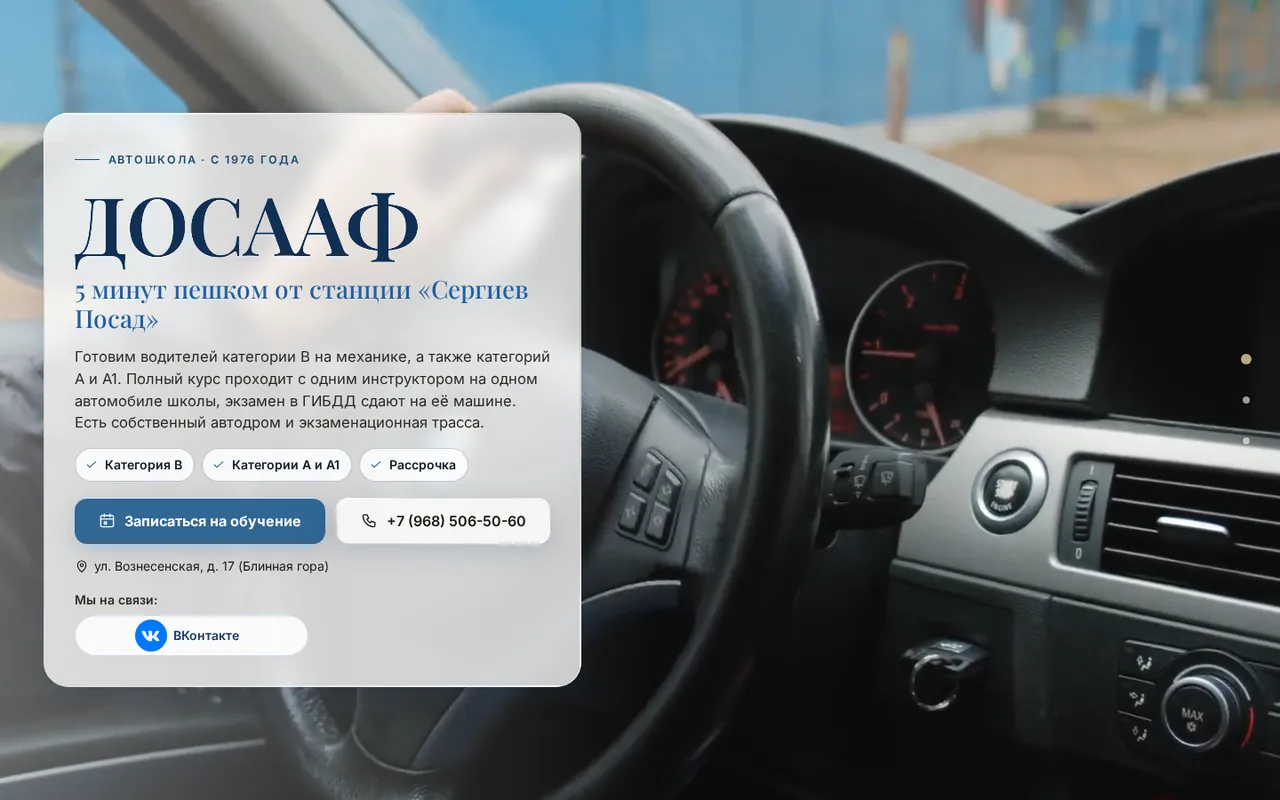 АВТОШКОЛА · С 1976 ГОДА
ДОСААФ
5 минут пешком от станции «Сергиев
Посад»
Готовим водителей категории B на механике, а также категорий
A и A1. Полный курс проходит с одним инструктором на одном
автомобиле школы, экзамен в ГИБДД сдают на её машине.
Есть собственный автодром и экзаменационная трасса.
Категория B
Категории A и A1
Рассрочка
Записаться на обучение
+7 (968) 506-50-60
ул. Вознесенская, д. 17 (Блинная гора)
Мы на связи:
ВКонтакте
ENGINE
MAX